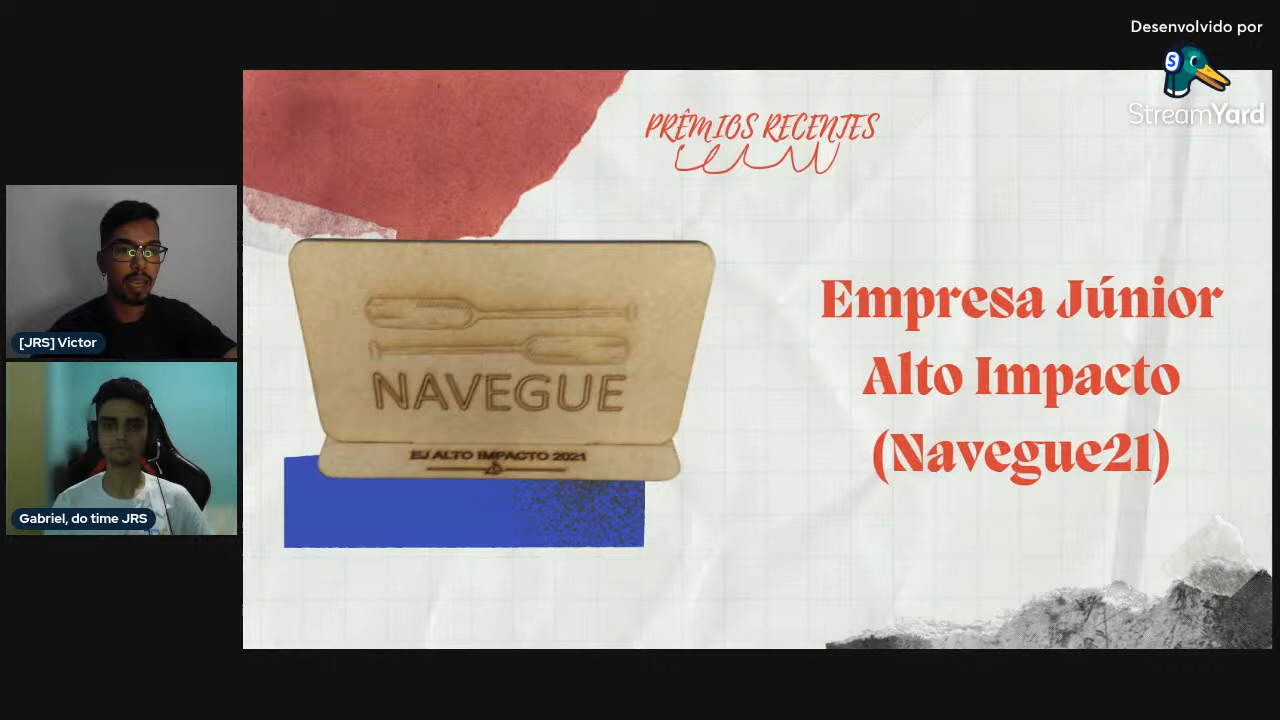 Desenvolvido por
StreamYard
PRÊMIOS RECENTES
NAVEGUE
EJ ALTO IMPACTO 2021
Empresa Júnior
Alto Impacto
(Navegue21)
[JRS] Victor
Gabriel, do time JRS